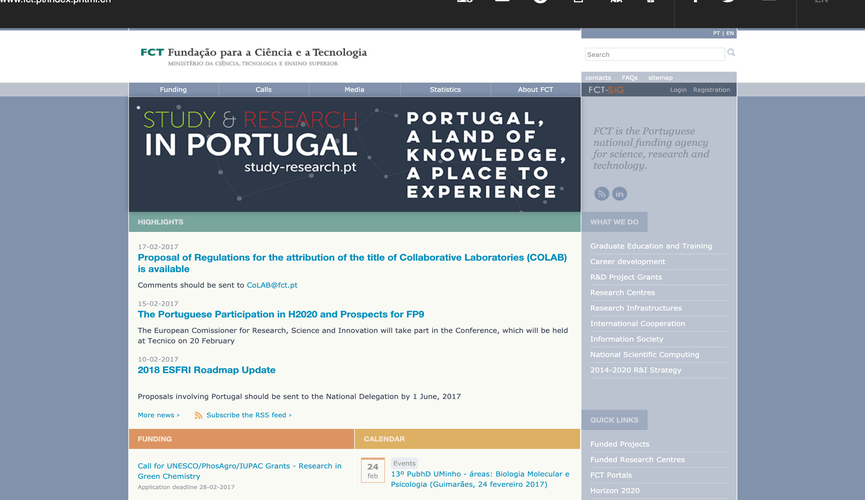 www.fct.pt/index.phtml.en
EN
PT | EN
FCT Fundação para a Ciência e a Tecnologia
MINISTÉRIO DA CIÊNCIA, TECNOLOGIA E ENSINO SUPERIOR
Search
contacts FAQs sitemap
Funding Calls Media Statistics About FCT
FCT-SIG Login Registration
STUDY & RESEARCH
IN PORTUGAL
study-research.pt
PORTUGAL,
A LAND OF
KNOWLEDGE,
A PLACE TO
EXPERIENCE
FCT is the Portuguese
national funding agency
for science, research and
technology.
in
HIGHLIGHTS
17-02-2017
Proposal of Regulations for the attribution of the title of Collaborative Laboratories (COLAB)
is available
Comments should be sent to CoLAB@fct.pt
15-02-2017
The Portuguese Participation in H2020 and Prospects for FP9
The European Comissioner for Research, Science and Innovation will take part in the Conference, which will be held
at Tecnico on 20 February
10-02-2017
2018 ESFRI Roadmap Update
Proposals involving Portugal should be sent to the National Delegation by 1 June, 2017
More news › Subscribe the RSS feed ›
WHAT WE DO
Graduate Education and Training
Career development
R&D Project Grants
Research Centres
Research Infrastructures
International Cooperation
Information Society
National Scientific Computing
2014-2020 R&I Strategy
QUICK LINKS
Funded Projects
Funded Research Centres
FCT Portals
Horizon 2020
FUNDING
Call for UNESCO/PhosAgro/IUPAC Grants - Research in
Green Chemistry
Application deadline 28-02-2017
CALENDAR
24
feb
Events
13º PubhD UMinho - áreas: Biologia Molecular e
Psicologia (Guimarães, 24 fevereiro 2017)